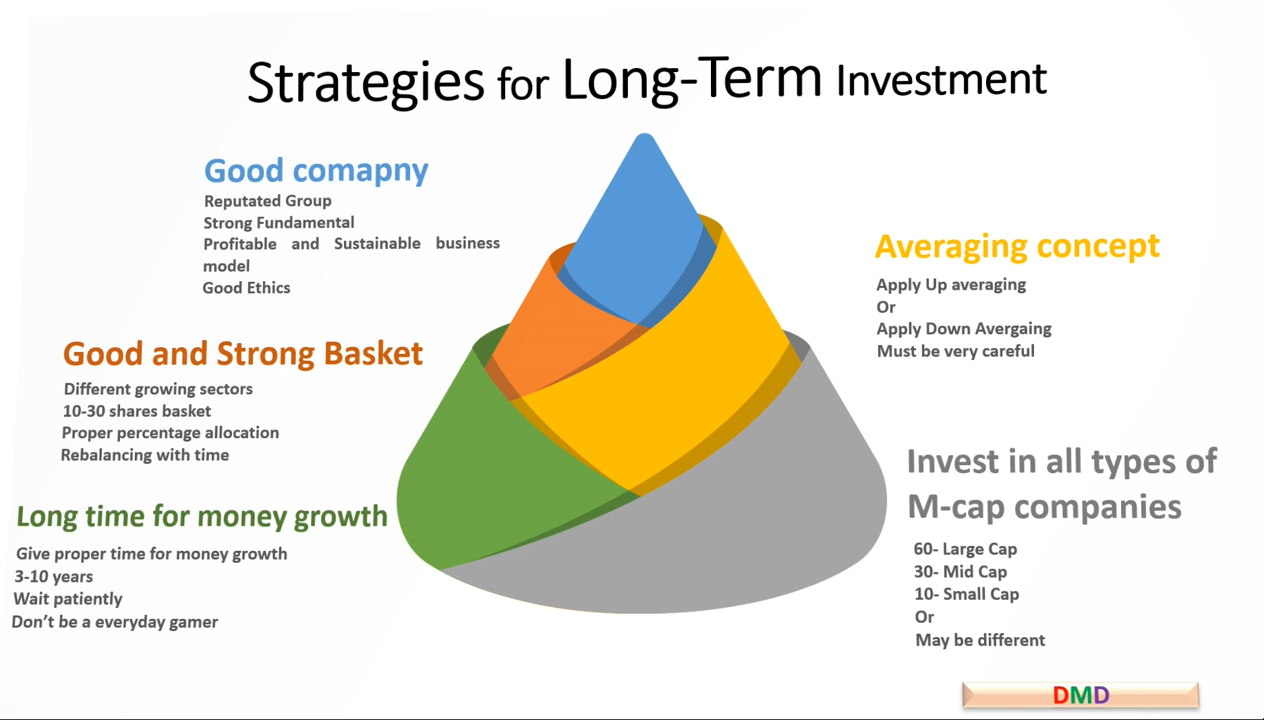 Strategies for Long-Term Investment
Good comapny
Reputated Group
Strong Fundamental
Profitable and Sustainable business
model
Good Ethics
Averaging concept
Apply Up averaging
Or
Apply Down Avergaing
Must be very careful
Good and Strong Basket
Different growing sectors
10-30 shares basket
Proper percentage allocation
Rebalancing with time
Invest in all types of
M-cap companies
60- Large Cap
30- Mid Cap
10- Small Cap
Or
May be different
Long time for money growth
Give proper time for money growth
3-10 years
Wait patiently
Don’t be a everyday gamer
DMD